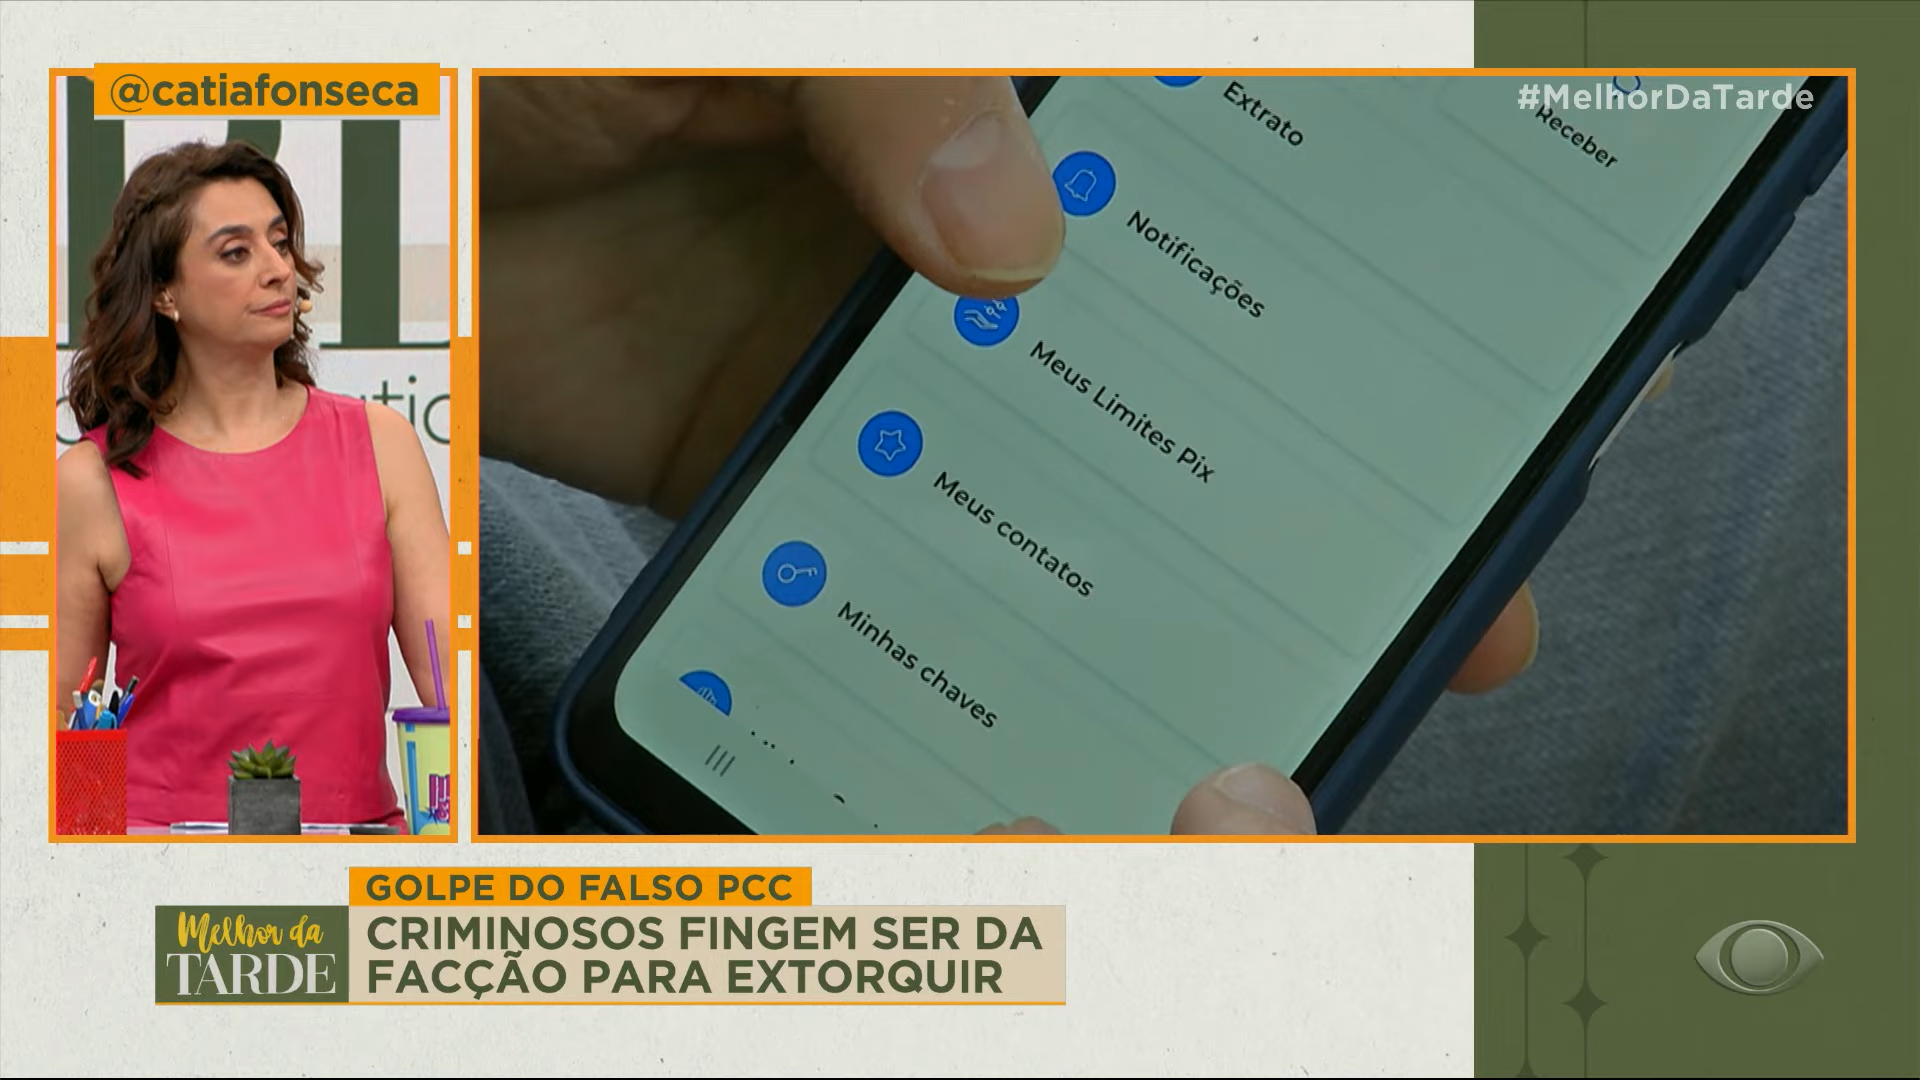 @catiafonseca
#MelhorDaTarde
Extrato
Receber
Notificações
Meus Limites Pix
Meus contatos
Minhas chaves
GOLPE DO FALSO PCC
Melhor da
TARDE
CRIMINOSOS FINGEM SER DA
FACÇÃO PARA EXTORQUIR